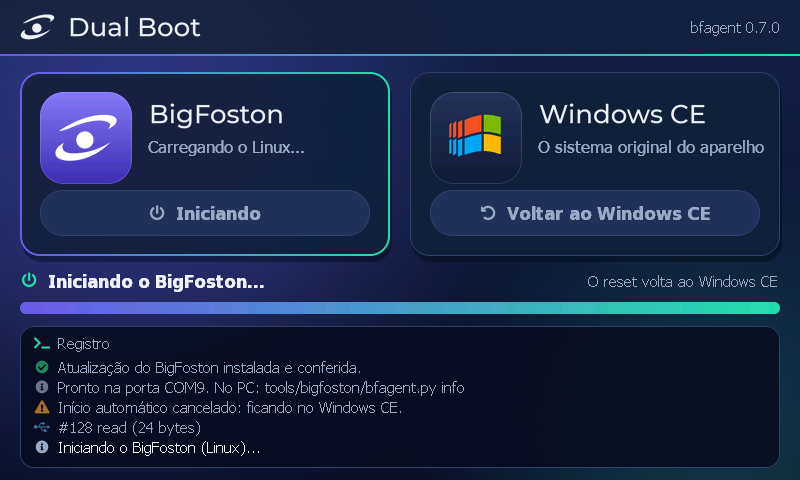 Dual Boot
bfagent 0.7.0
BigFoston
Carregando o Linux...
Iniciando
Windows CE
O sistema original do aparelho
Voltar ao Windows CE
Iniciando o BigFoston...
O reset volta ao Windows CE
Registro
Atualização do BigFoston instalada e conferida.
Pronto na porta COM9. No PC: tools/bigfoston/bfagent.py info
Início automático cancelado: ficando no Windows CE.
#128 read (24 bytes)
Iniciando o BigFoston (Linux)...